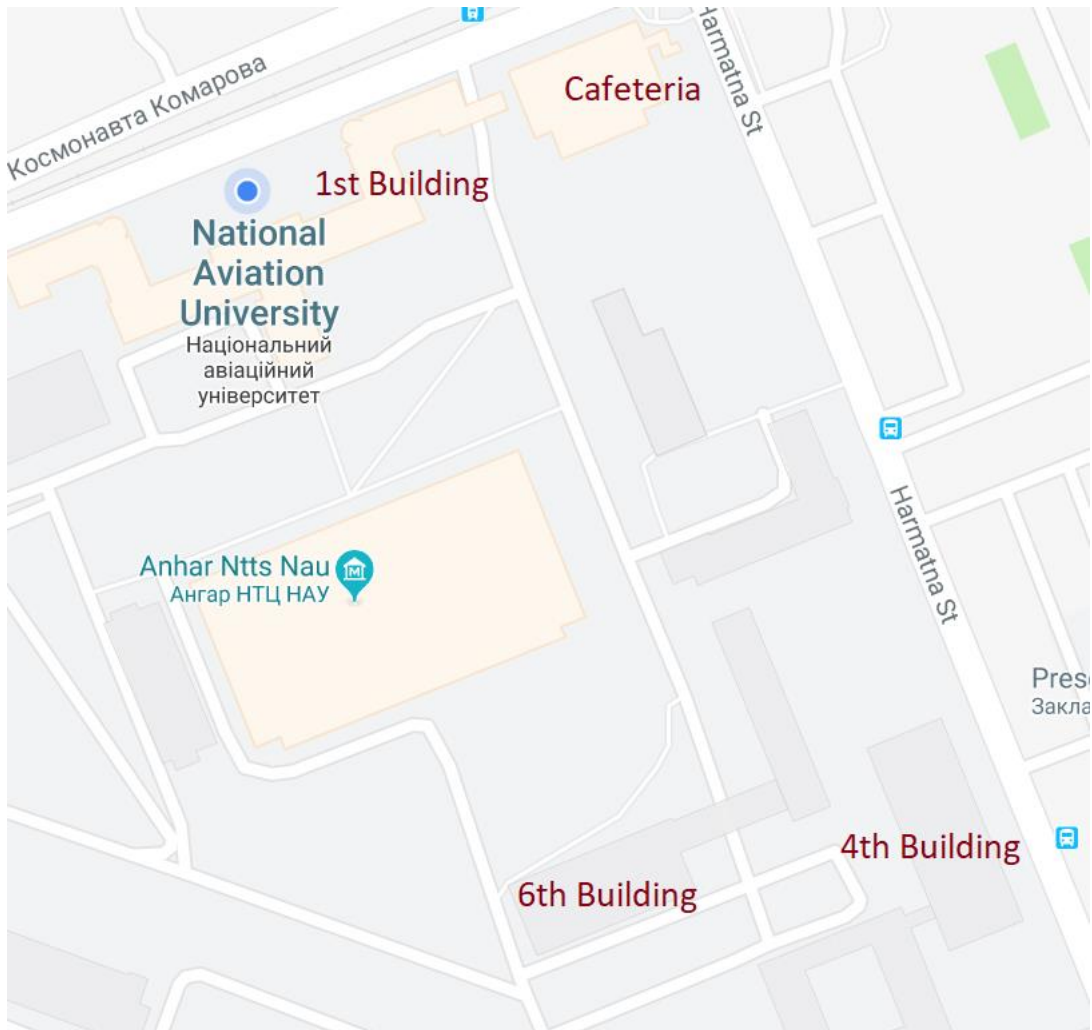 Cafeteria
Harmatna St
Космонавта Комарова
1st Building
National
Aviation
University
Національний
авіаційний
університет
Anhar Ntts Nau
Ангар НТЦ НАУ
Harmatna St
4th Building
6th Building